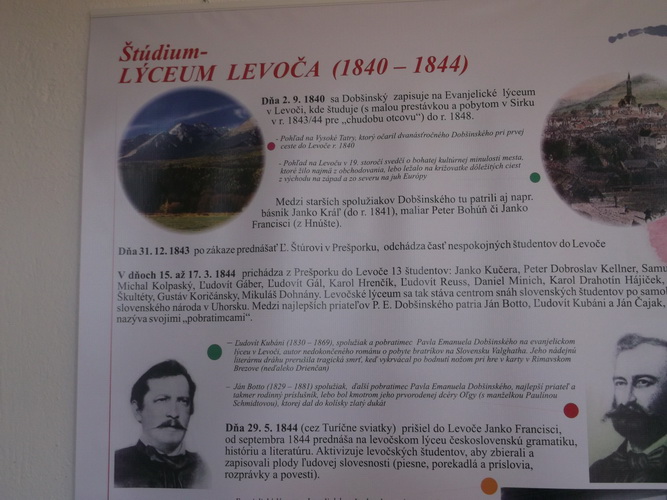 Štúdium-
LÝCEUM LEVOČA (1840 – 1844)
Dňa 2. 9. 1840 sa Dobšinský zapisuje na Evanjelické lýceum
v Levoči, kde študuje (s malou prestávkou a pobytom v Sirku
v r. 1843/44 pre „chudobu otcovu“) do r. 1848.
- Pohľad na Vysoké Tatry, ktorý očaril dvanásťročného Dobšinského pri prvej
ceste do Levoče r. 1840
- Pohľad na Levoču v 19. storočí svedčí o bohatej kultúrnej minulosti mesta,
ktoré žilo najmä z obchodovania, lebo ležalo na križovatke dôležitých ciest
z východu na západ a zo severu na juh Európy
Medzi starších spolužiakov Dobšinského tu patrili aj napr.
básnik Janko Kráľ (do r. 1841), maliar Peter Bohúň či Janko
Francisci (z Hnúšte).
Dňa 31. 12. 1843 po zákaze prednášať Ľ. Štúrovi v Prešporku, odchádza časť nespokojných študentov do Levoče
V dňoch 15. až 17. 3. 1844 prichádza z Prešporku do Levoče 13 študentov: Janko Kučera, Peter Dobroslav Kellner, Samu
Michal Kolpaský, Ľudovít Gáber, Ľudovít Gál, Karol Hrenčík, Ľudovít Reuss, Daniel Minich, Karol Drahotín Hájiček,
Škultéty, Gustáv Koričánsky, Mikuláš Dohnány. Levočské lýceum sa tak stáva centrom snáh slovenských študentov po samo
slovenského národa v Uhorsku. Medzi najlepších priateľov P. E. Dobšinského patria Ján Botto, Ľudovít Kubáni a Ján Čajak,
nazýva svojimi „pobratimcami“.
– Ľudovít Kubáni (1830 – 1869), spolužiak a pobratimec Pavla Emanuela Dobšinského na evanjelickom
lýceu v Levoči, autor nedokončeného románu o pobyte bratríkov na Slovensku Valghatha. Jeho nádejnú
literárnu dráhu prerušila tragická smrť, keď vykrvácal po bodnutí nožom pri hre v karty v Rimavskom
Brezove (neďaleko Drienčan)
– Ján Botto (1829 – 1881) spolužiak, ďalší pobratimec Pavla Emanuela Dobšinského, najlepší priateľ a
takmer rodinný príslušník, lebo bol kmotrom jeho prvorodenej dcéry Oľgy (s manželkou Paulínou
Schmidtovou), ktorej dal do kolísky zlatý dukát
Dňa 29. 5. 1844 (cez Turíčne sviatky) prišiel do Levoče Janko Francisci,
od septembra 1844 prednáša na levočskom lýceu československú gramatiku,
históriu a literatúru. Aktivizuje levočských študentov, aby zbierali a
zapisovali plody ľudovej slovesnosti (piesne, porekadlá a príslovia,
rozprávky a povesti).